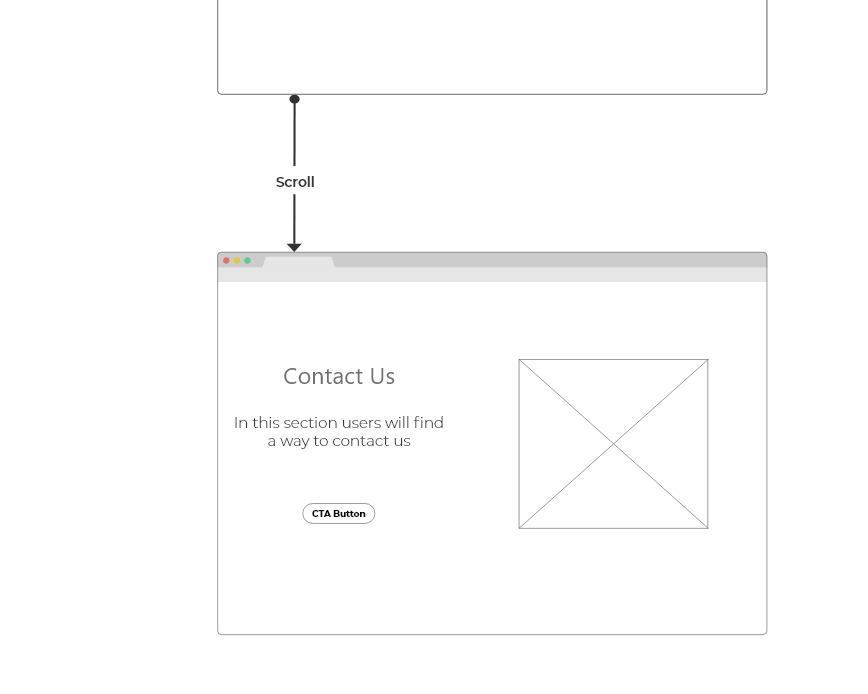 Scroll
Contact Us
In this section users will find
a way to contact us
CTA Button